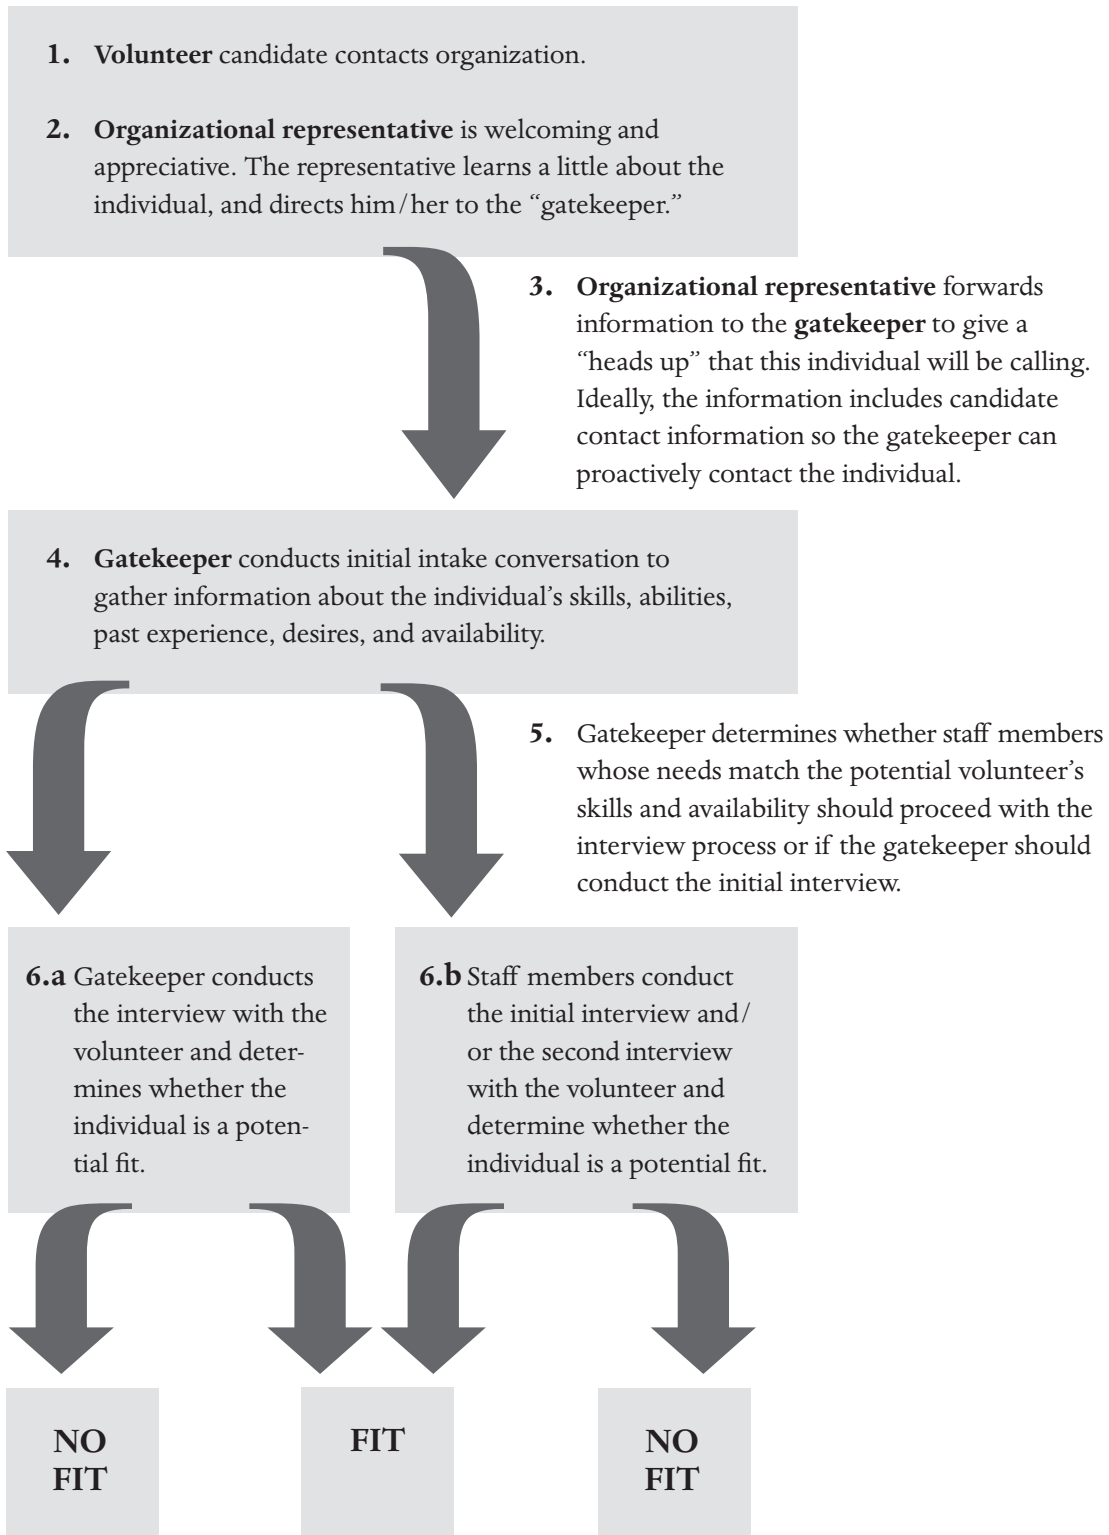 1. Volunteer candidate contacts organization.
2. Organizational representative is welcoming and
appreciative. The representative learns a little about the
individual, and directs him/her to the “gatekeeper.”
3. Organizational representative forwards
information to the gatekeeper to give a
“heads up” that this individual will be calling.
Ideally, the information includes candidate
contact information so the gatekeeper can
proactively contact the individual.
4. Gatekeeper conducts initial intake conversation to
gather information about the individual’s skills, abilities,
past experience, desires, and availability.
5. Gatekeeper determines whether staff members
whose needs match the potential volunteer’s
skills and availability should proceed with the
interview process or if the gatekeeper should
conduct the initial interview.
6.a Gatekeeper conducts
the interview with the
volunteer and deter-
mines whether the
individual is a poten-
tial fit.
6.b Staff members conduct
the initial interview and/
or the second interview
with the volunteer and
determine whether the
individual is a potential fit.
NO
FIT
FIT
NO
FIT